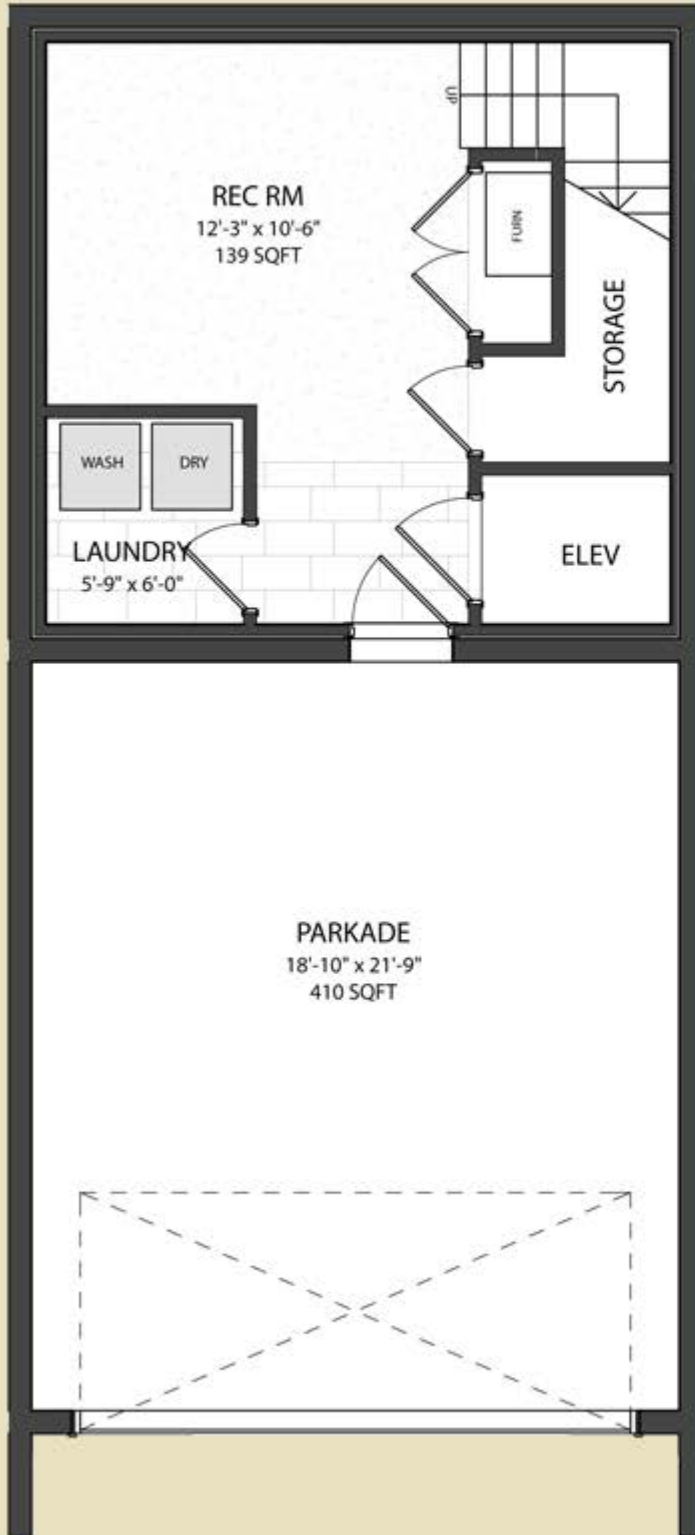 UP
REC RM
12'-3" x 10'-6"
139 SQFT
FURN
STORAGE
WASH
DRY
LAUNDRY
5'-9" x 6'-0"
ELEV
PARKADE
18'-10" x 21'-9"
410 SQFT